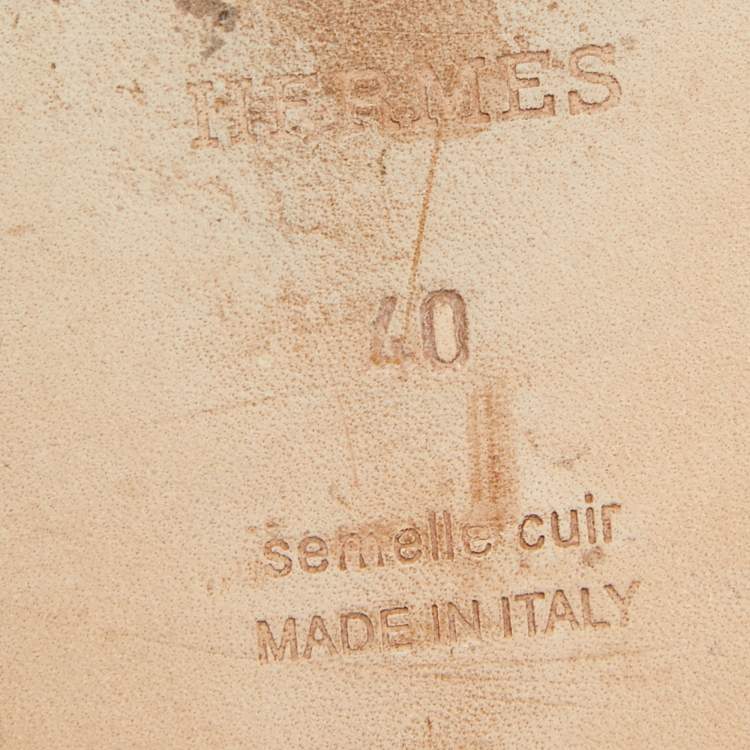 HERMES
40
semelle cuir
MADE IN ITALY